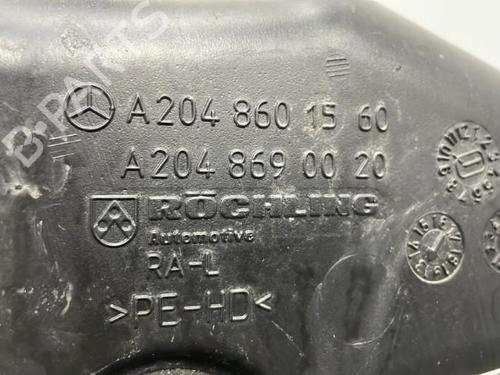 A 204 860 15 60
A 204 869 00 20
RÖCHLING
Automotive
RA-L
>PE-HD<
B-PARTS